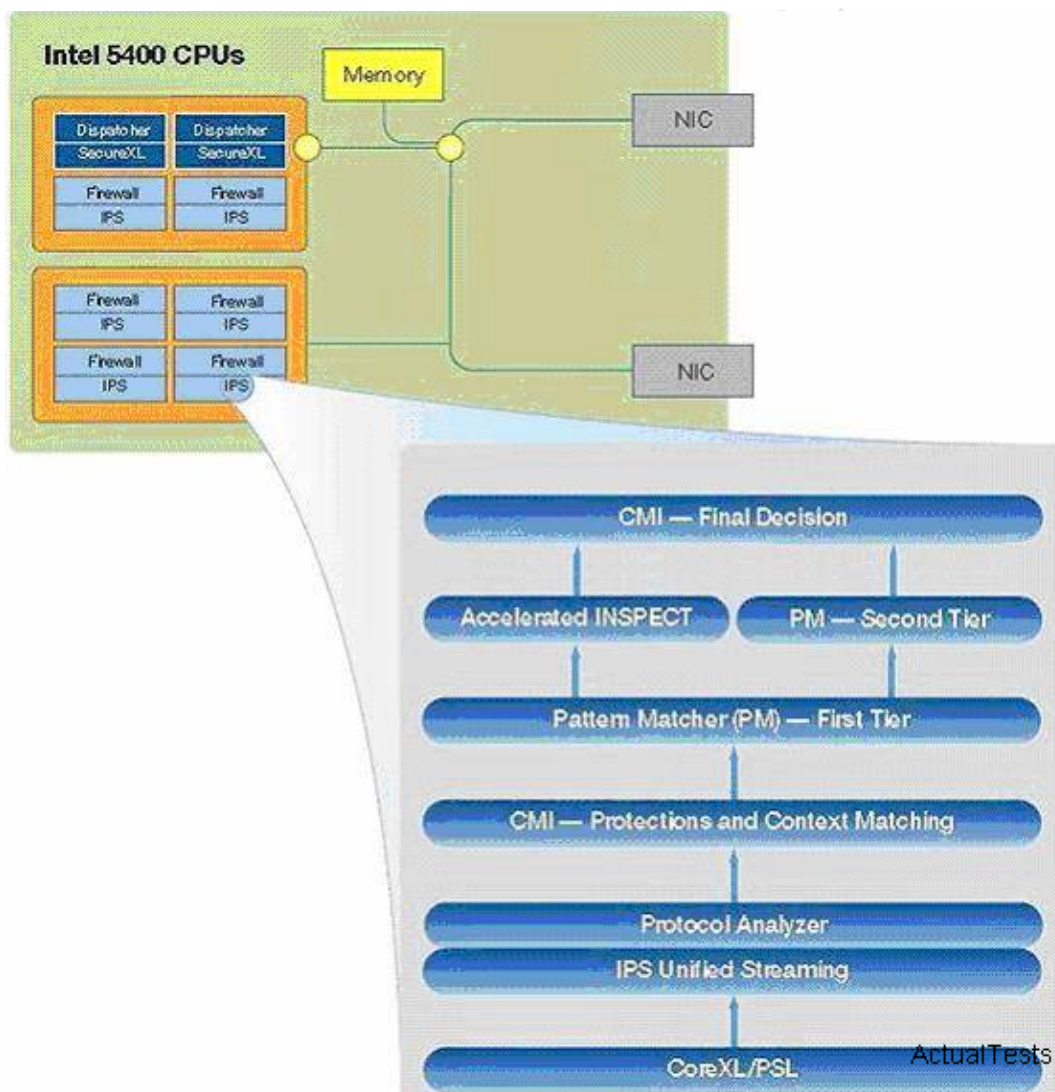 Intel 5400 CPUs
Memory
NIC
Dispatcher
SecureXL
Firewall
IPS
Dispatcher
SecureXL
Firewall
IPS
Firewall
IPS
Firewall
IPS
Firewall
IPS
Firewall
IPS
NIC
CMI — Final Decision
Accelerated INSPECT
PM — Second Tier
Pattern Matcher (PM) — First Tier
CMI — Protections and Context Matching
Protocol Analyzer
IPS Unified Streaming
CoreXL/PSL
ActualTests